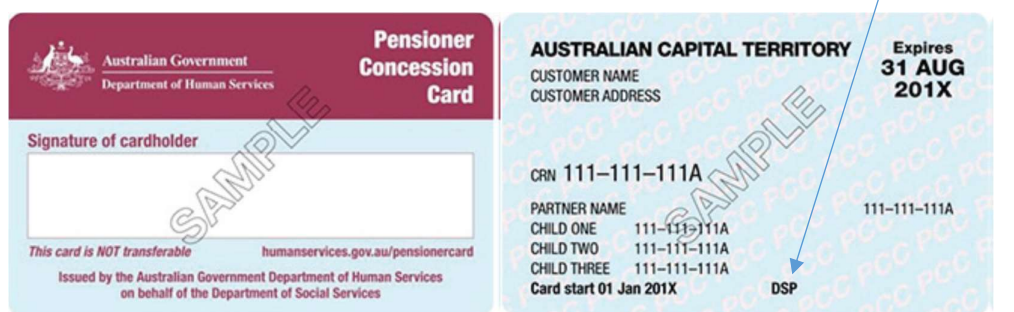 Australian Government
Department of Human Services
Pensioner
Concession
Card
Signature of cardholder
SAMPLE
This card is NOT transferable humanservices.gov.au/pensionercard
Issued by the Australian Government Department of Human Services
on behalf of the Department of Social Services
AUSTRALIAN CAPITAL TERRITORY
Expires
31 AUG
201X
CUSTOMER NAME
CUSTOMER ADDRESS
SAMPLE
CRN 111–111–111A
PARTNER NAME 111–111–111A
CHILD ONE 111–111–111A
CHILD TWO 111–111–111A
CHILD THREE 111–111–111A
Card start 01 Jan 201X DSP